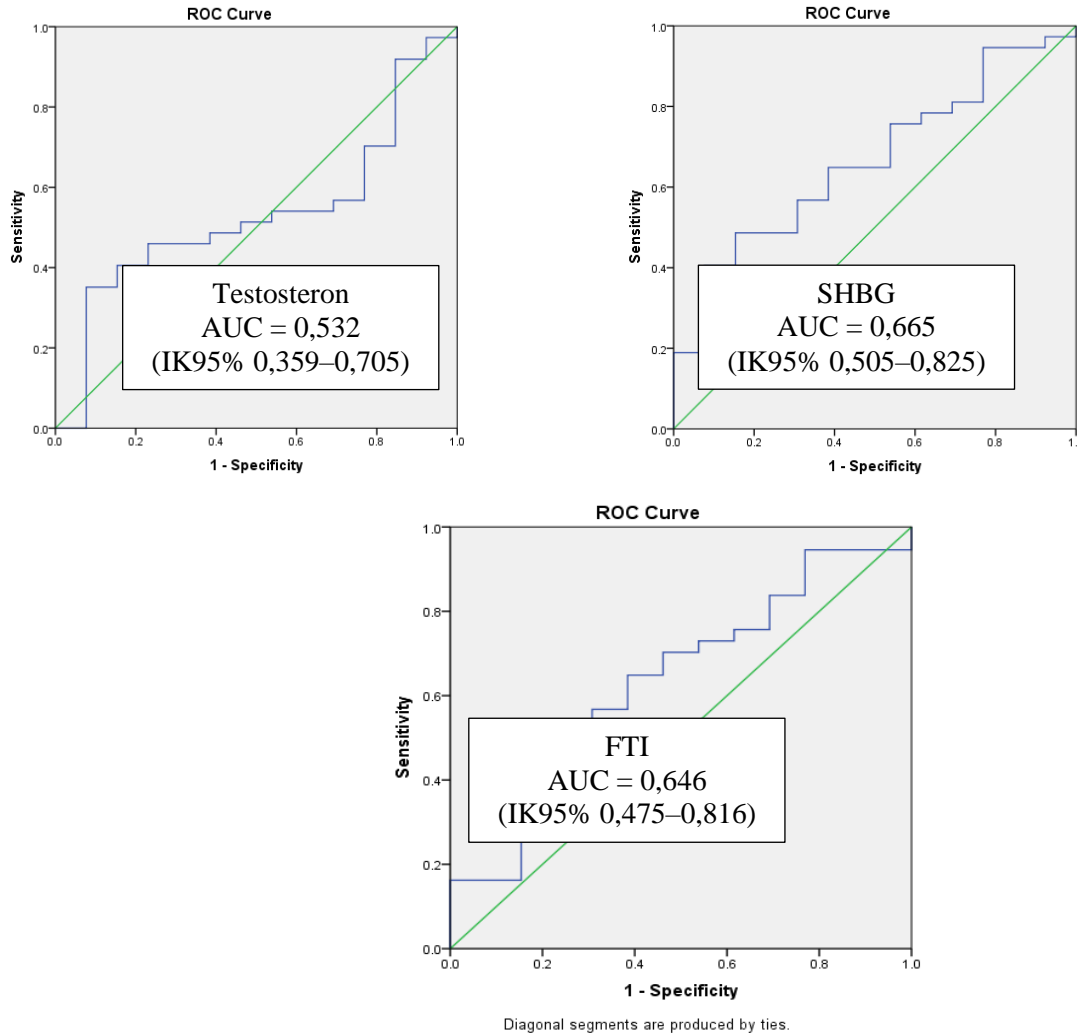 ROC Curve
1.0
0.8
0.6
0.4
0.2
0.0
Sensitivity
Testosteron
AUC = 0,532
(IK95% 0,359–0,705)
0.0 0.2 0.4 0.6 0.8 1.0
1 - Specificity
ROC Curve
1.0
0.8
0.6
0.4
0.2
0.0
Sensitivity
SHBG
AUC = 0,665
(IK95% 0,505–0,825)
0.0 0.2 0.4 0.6 0.8 1.0
1 - Specificity
ROC Curve
1.0
0.8
0.6
0.4
0.2
0.0
Sensitivity
FTI
AUC = 0,646
(IK95% 0,475–0,816)
0.0 0.2 0.4 0.6 0.8 1.0
1 - Specificity
Diagonal segments are produced by ties.